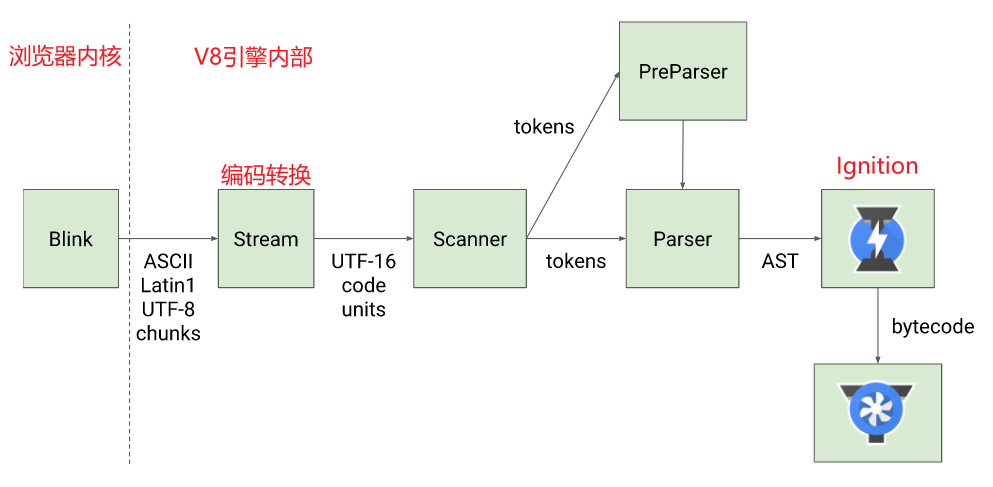 浏览器内核
V8引擎内部
PreParser
tokens
编码转换
Ignition
Blink
Stream
Scanner
Parser
ASCII
Latin1
UTF-8
chunks
UTF-16
code
units
tokens
AST
bytecode